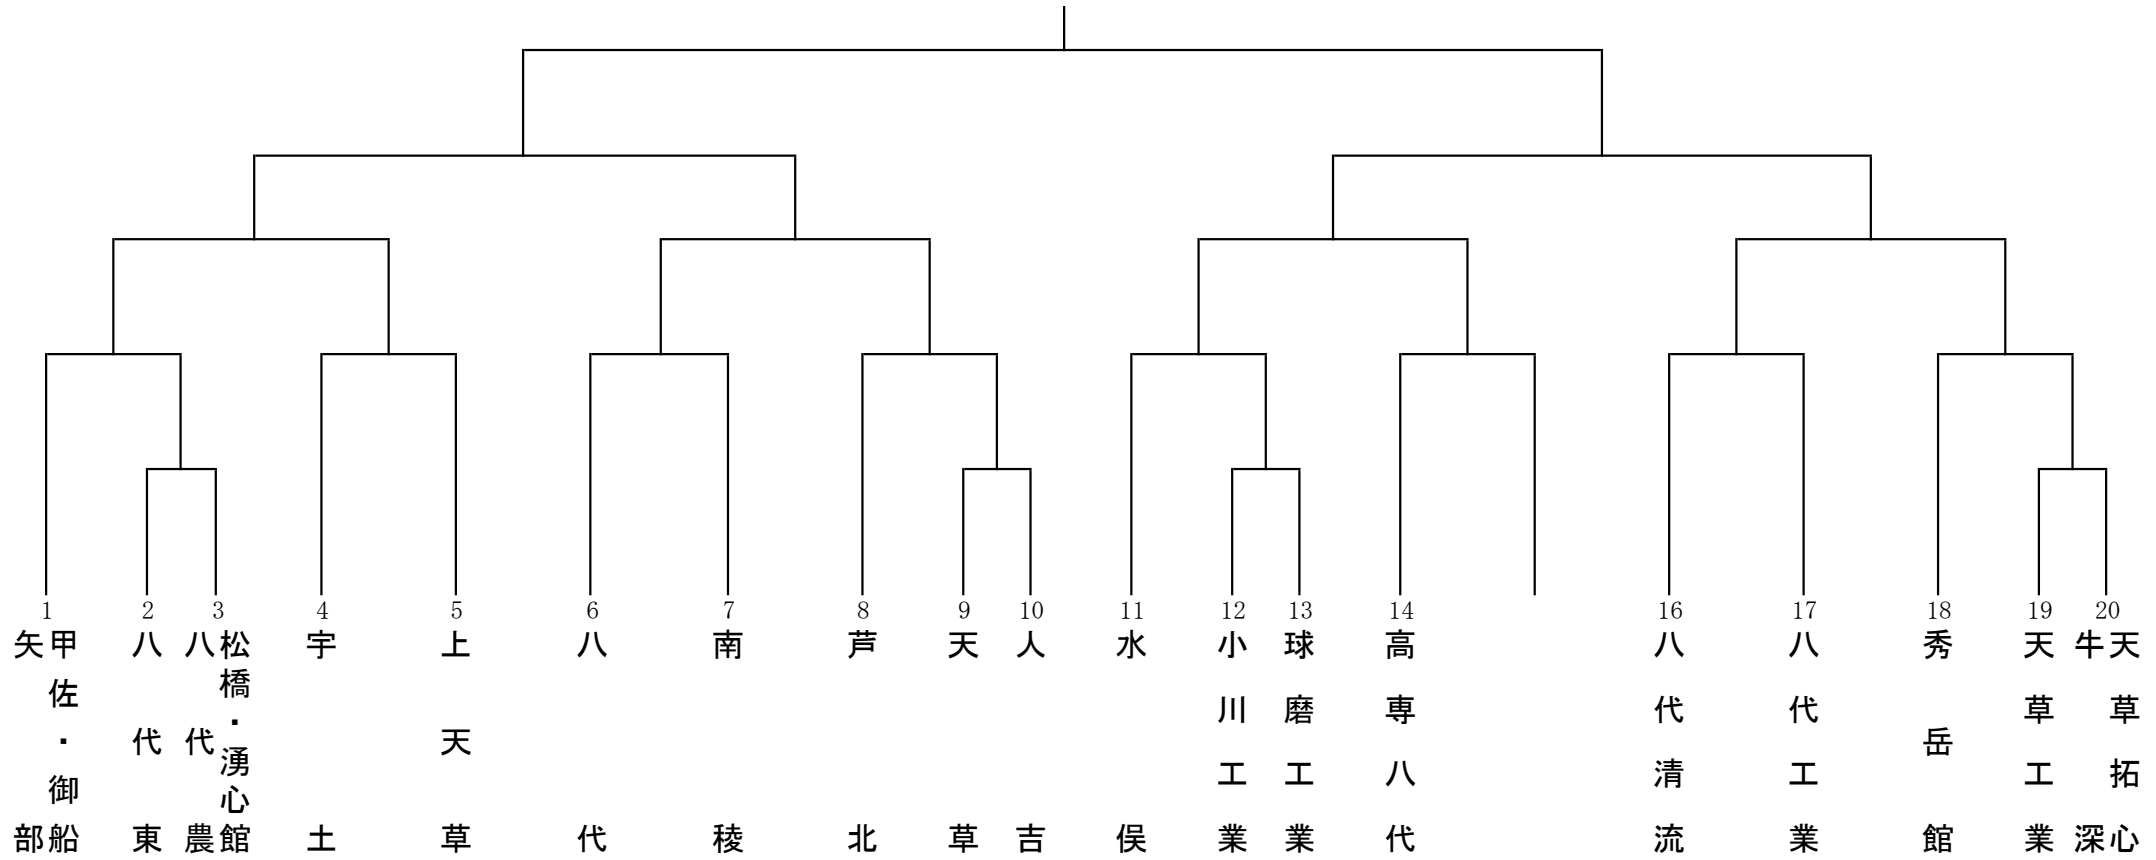 1
甲佐・御船
矢部
2
八代東
3
松橋・湧心館
八代農
4
宇土
5
上天草
6
八代
7
南稜
8
芦北
9
天草
10
人吉
11
水俣
12
小川工業
13
球磨工業
14
高専八代
16
八代清流
17
八代工業
18
秀岳館
19
天草工業
20
天草拓心
牛深